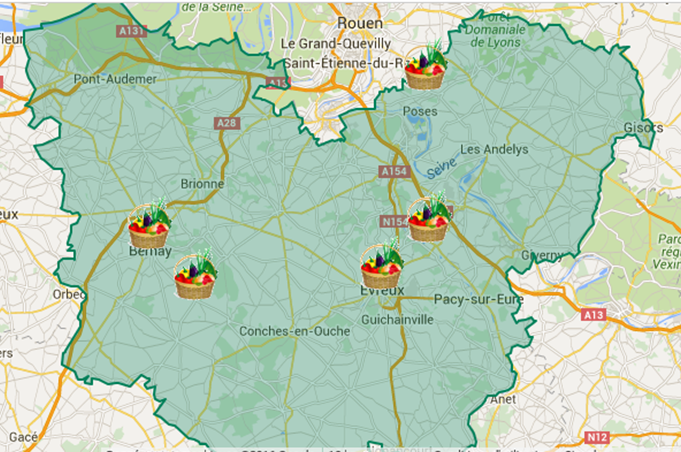 de la Seine...
Rouen
A131
Forêt
Domaniale
de Lyons
Le Grand-Quevilly
Saint-Étienne-du-R
Pont-Audemer
A13
Poses
A28
Gisors
Les Andelys
Seine
A154
Brionne
N154
Bernay
Giverny
Orbec
Évreux
Pacy-sur-Eure
Guichainville
A13
Conches-en-Ouche
Anet
Gacé
N12